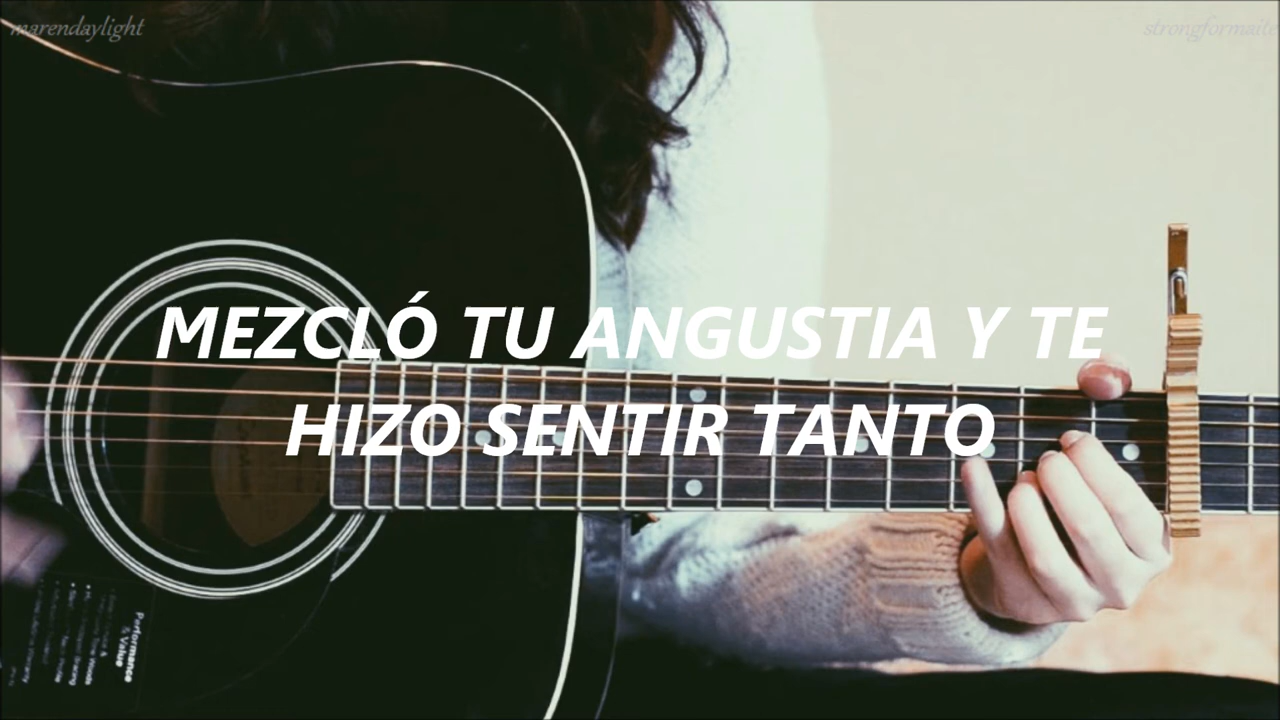 marendaylight
strongformaite
MEZCLÓ TU ANGUSTIA Y TE
HIZO SENTIR TANTO
Performance
& Value